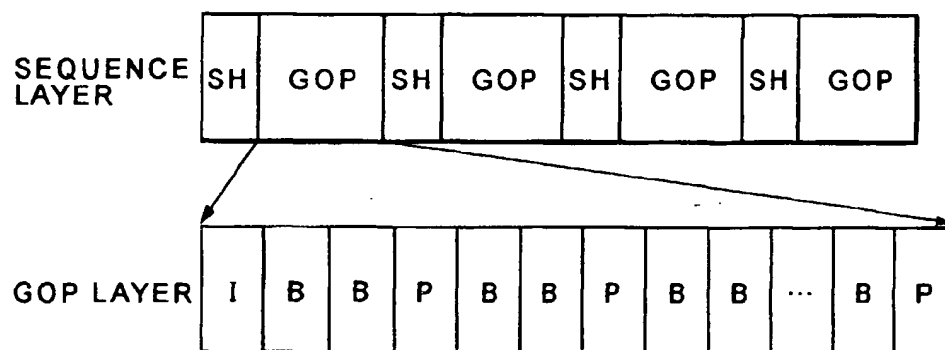 SEQUENCE LAYER
SH GOP SH GOP SH GOP SH GOP
GOP LAYER
I B B P B B P B B ... B P